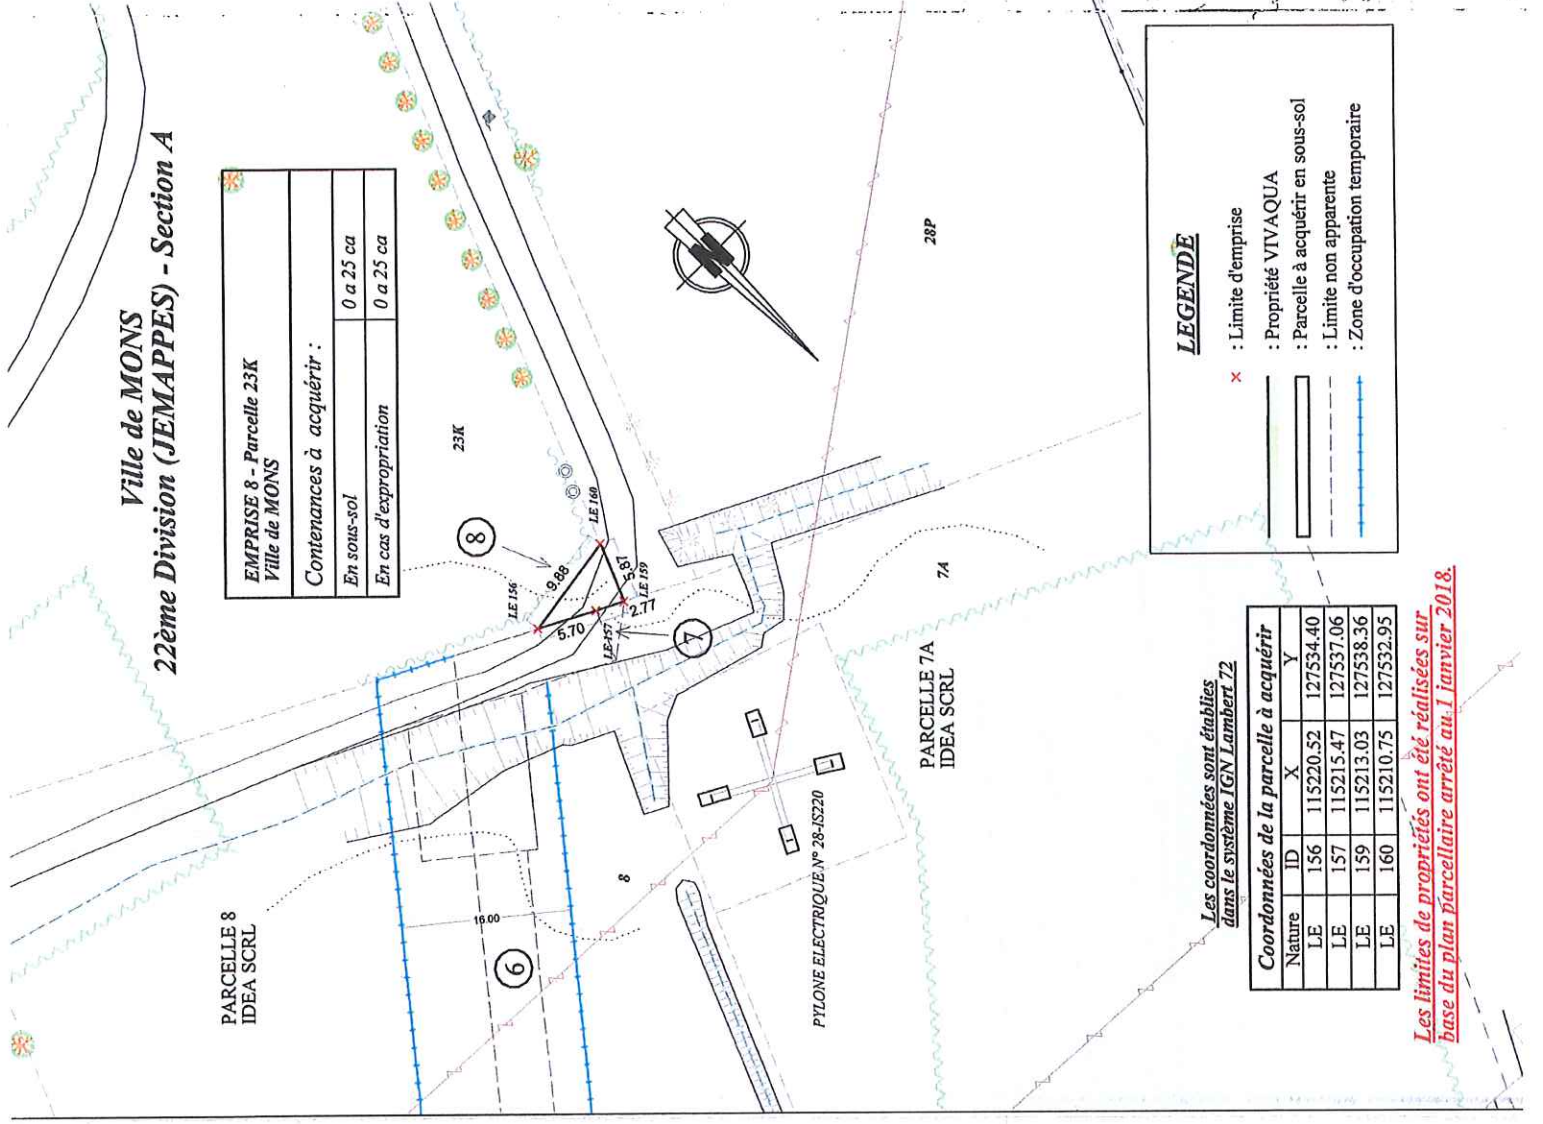 Ville de MONS
22ème Division (JEMAPPES) - Section A
EMPRISE 8 - Parcelle 23K
Ville de MONS
Contenances à acquérir :
En sous-sol 0 a 25 ca
En cas d'expropriation 0 a 25 ca
23K
8
LE 156
LE 160
9.88
5.87
LE 159
2.77
5.70
LE 157
7
28P
7A
PARCELLE 7A
IDEA SCRL
PARCELLE 8
IDEA SCRL
16.00
6
8
PYLONE ELECTRIQUE N° 28-IS220
LEGENDE
: Limite d'emprise
: Propriété VIVAQUA
: Parcelle à acquérir en sous-sol
: Limite non apparente
: Zone d'occupation temporaire
Les coordonnées sont établies
dans le système IGN Lambert 72
Coordonnées de la parcelle à acquérir
Nature ID X Y
LE 156 115220.52 127534.40
LE 157 115215.47 127537.06
LE 159 115213.03 127538.36
LE 160 115210.75 127532.95
Les limites de propriétés ont été réalisées sur
base du plan parcellaire arrêté au 1 janvier 2018.